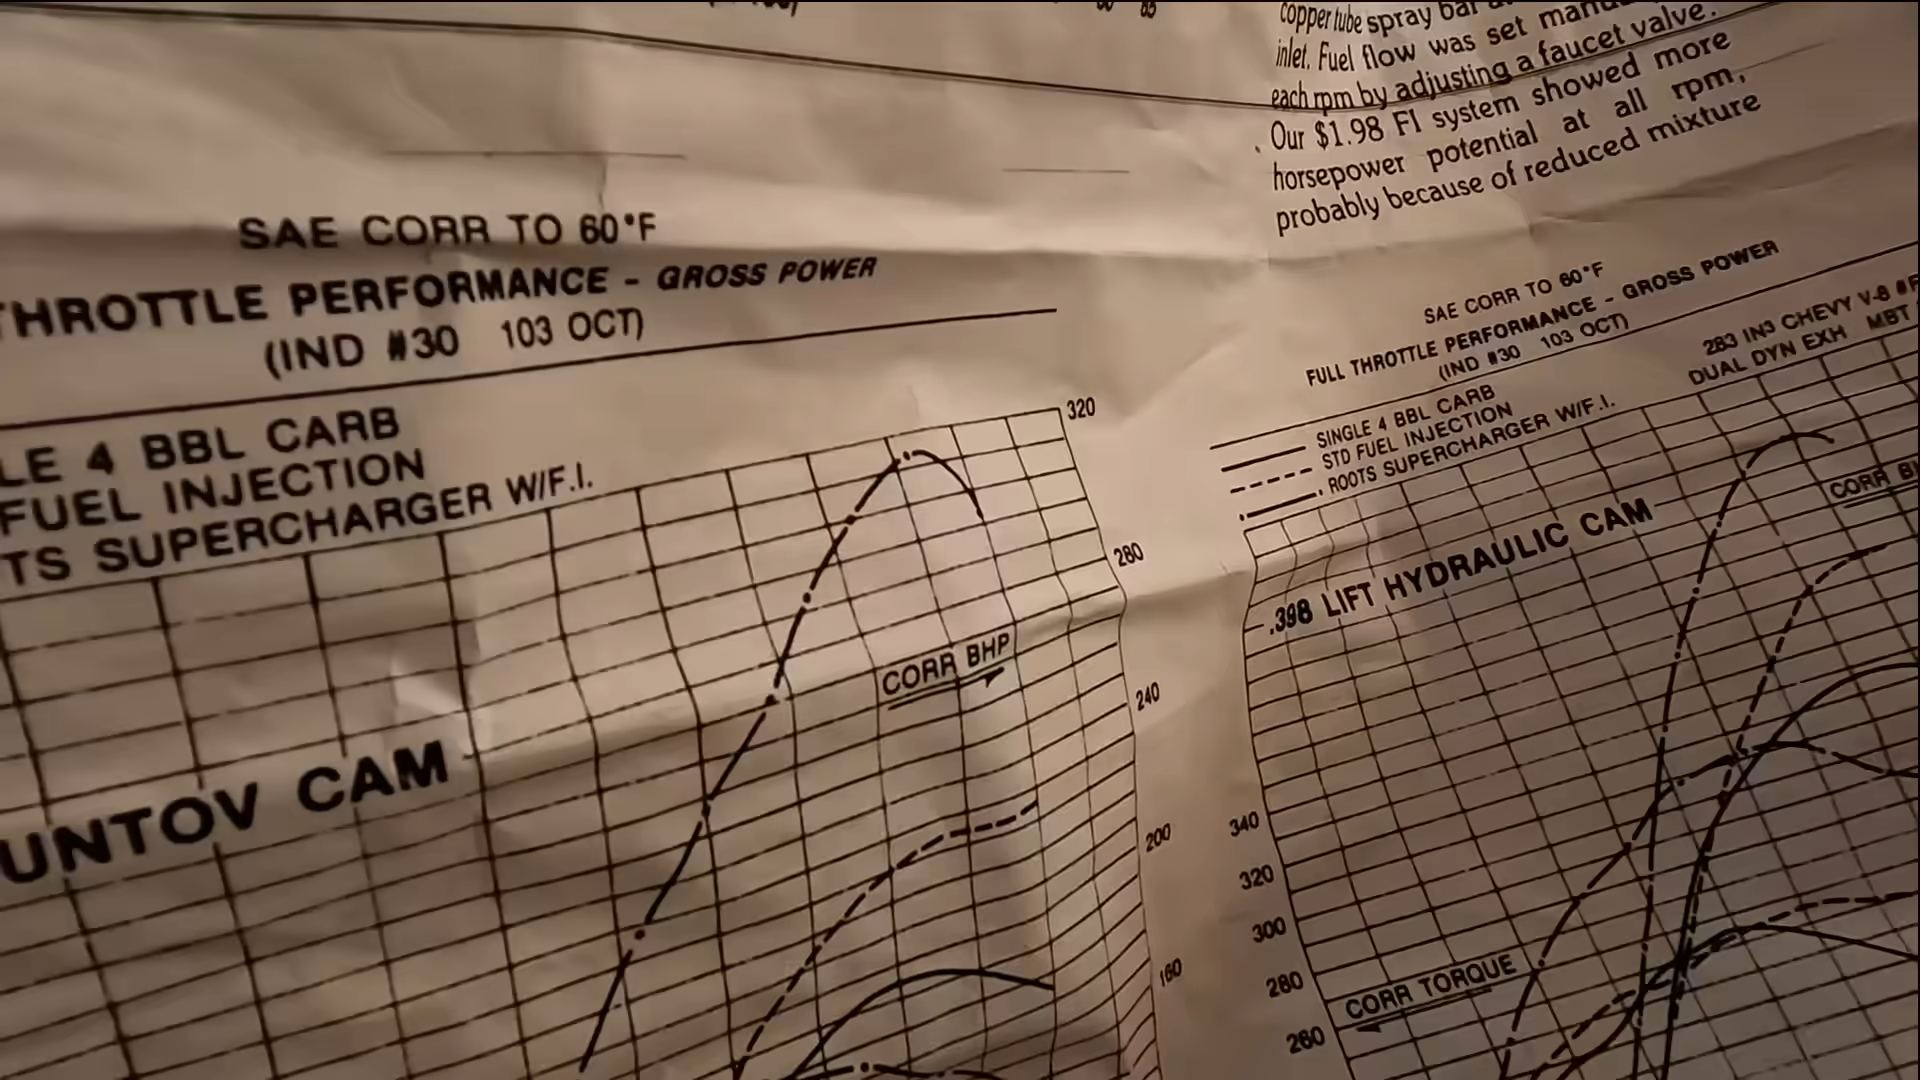 copper tube spray bar
inlet. Fuel flow was set
each rpm by adjusting a faucet valve.
Our $1.98 FI system showed more
horsepower potential at all rpm,
probably because of reduced mixture
SAE CORR TO 60°F
THROTTLE PERFORMANCE - GROSS POWER
(IND #30 103 OCT)
LE 4 BBL CARB
FUEL INJECTION
TS SUPERCHARGER W/F.I.
UNTOV CAM
CORR BHP
320
280
240
200
160
SAE CORR TO 60°F
FULL THROTTLE PERFORMANCE - GROSS POWER
(IND #30 103 OCT)
283 IN3 CHEVY V-8
DUAL DYN EXH MBT
SINGLE 4 BBL CARB
STD FUEL INJECTION
ROOTS SUPERCHARGER W/F.I.
.398 LIFT HYDRAULIC CAM
CORR
340
320
300
280
260
CORR TORQUE